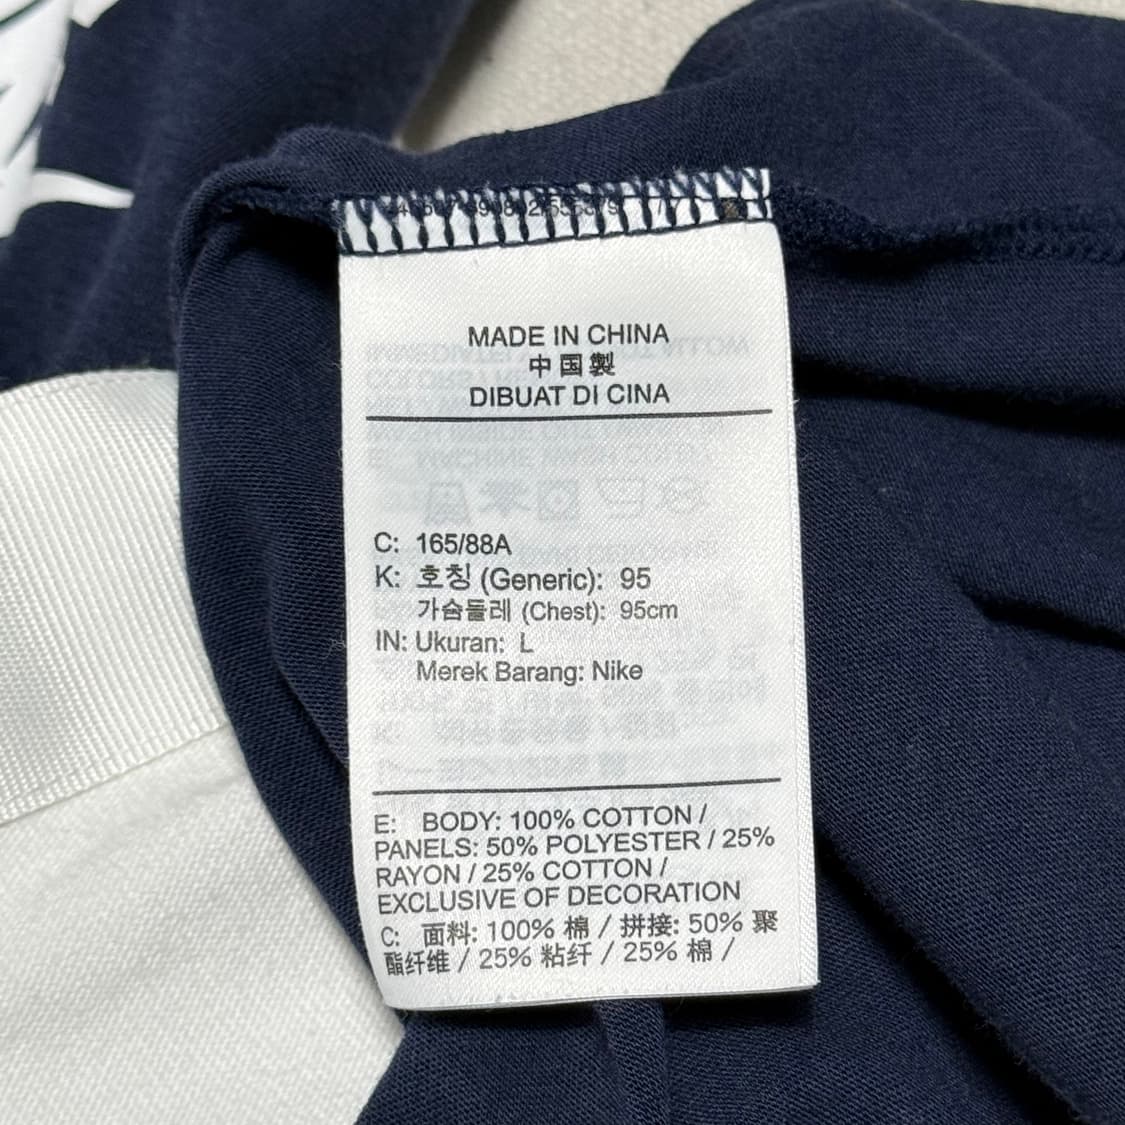 MADE IN CHINA
中国製
DIBUAT DI CINA
C: 165/88A
K: 호칭 (Generic): 95
가슴둘레 (Chest): 95cm
IN: Ukuran: L
Merek Barang: Nike
E: BODY: 100% COTTON /
PANELS: 50% POLYESTER / 25%
RAYON / 25% COTTON /
EXCLUSIVE OF DECORATION
C: 面料: 100% 棉 / 拼接: 50% 聚
酯纤维 / 25% 粘纤 / 25% 棉 /